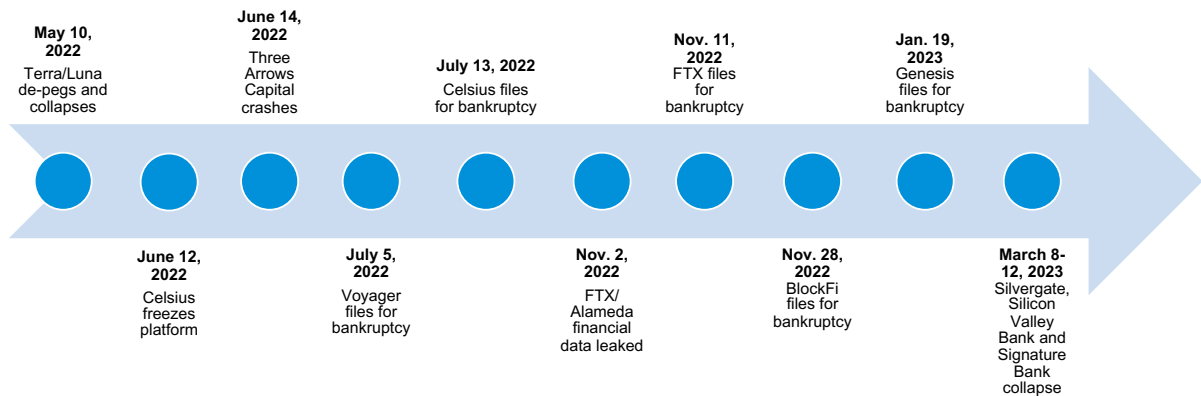 May 10,
2022
Terra/Luna
de-pegs and
collapses
June 12,
2022
Celsius
freezes
platform
June 14,
2022
Three
Arrows
Capital
crashes
July 5,
2022
Voyager
files for
bankruptcy
July 13, 2022
Celsius files
for bankruptcy
Nov. 2,
2022
FTX/
Alameda
financial
data leaked
Nov. 11,
2022
FTX files
for
bankruptcy
Nov. 28,
2022
BlockFi
files for
bankruptcy
Jan. 19,
2023
Genesis
files for
bankruptcy
March 8-
12, 2023
Silvergate,
Silicon
Valley
Bank and
Signature
Bank
collapse